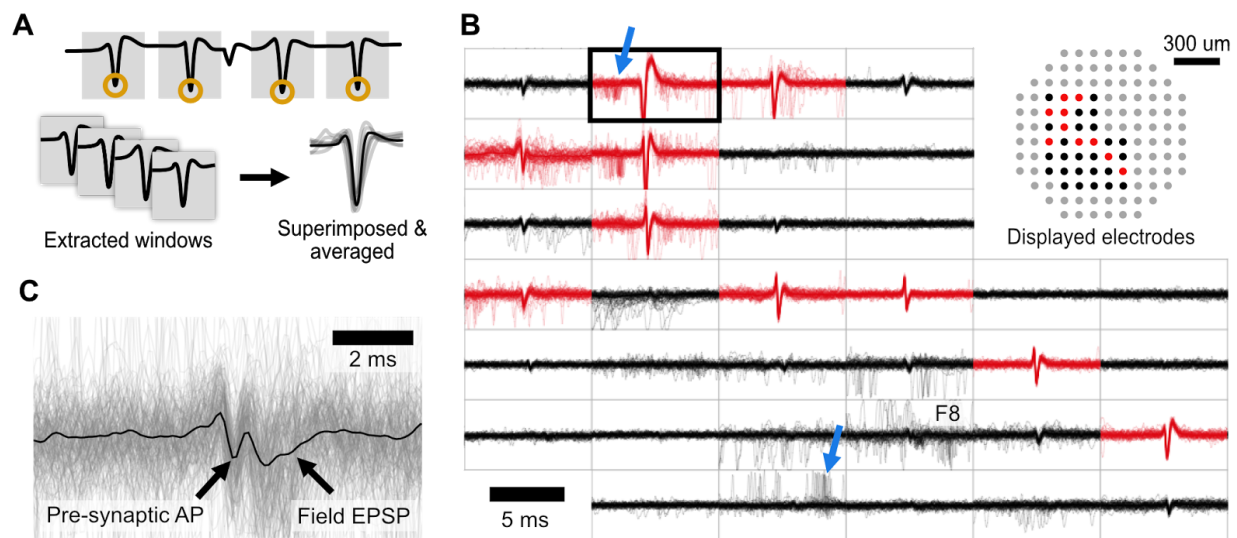 A
Extracted windows
Superimposed &
averaged
B
300 um
Displayed electrodes
F8
5 ms
C
2 ms
Pre-synaptic AP
Field EPSP